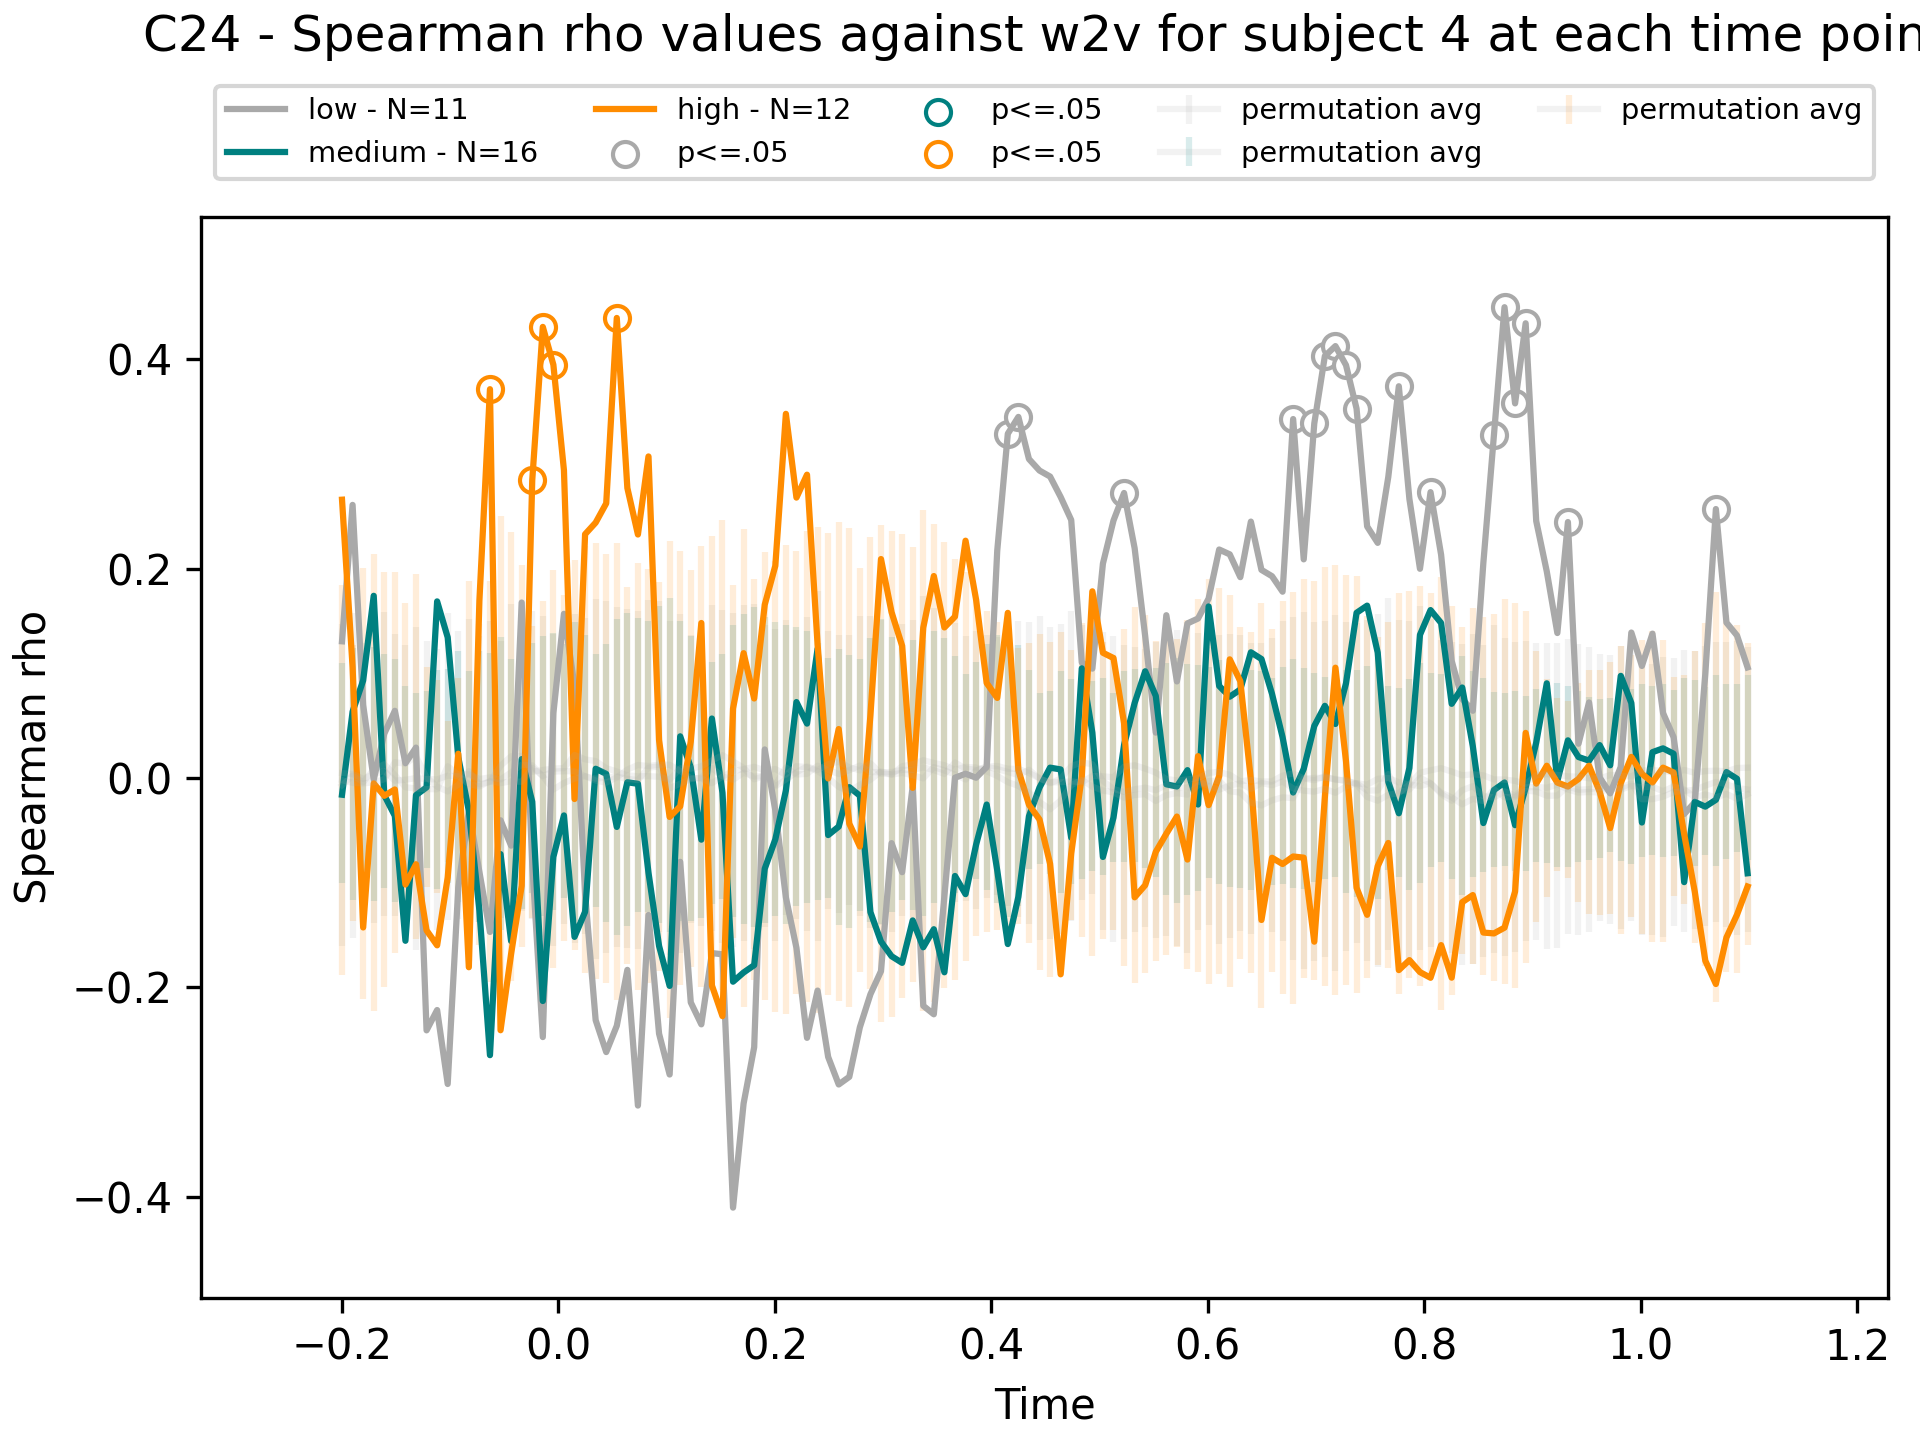 C24 - Spearman rho values against w2v for subject 4 at each time poin
low - N=11 high - N=12 p<=.05 permutation avg permutation avg
medium - N=16 p<=.05 p<=.05 permutation avg
Spearman rho
0.4
0.2
0.0
−0.2
−0.4
−0.2 0.0 0.2 0.4 0.6 0.8 1.0 1.2
Time